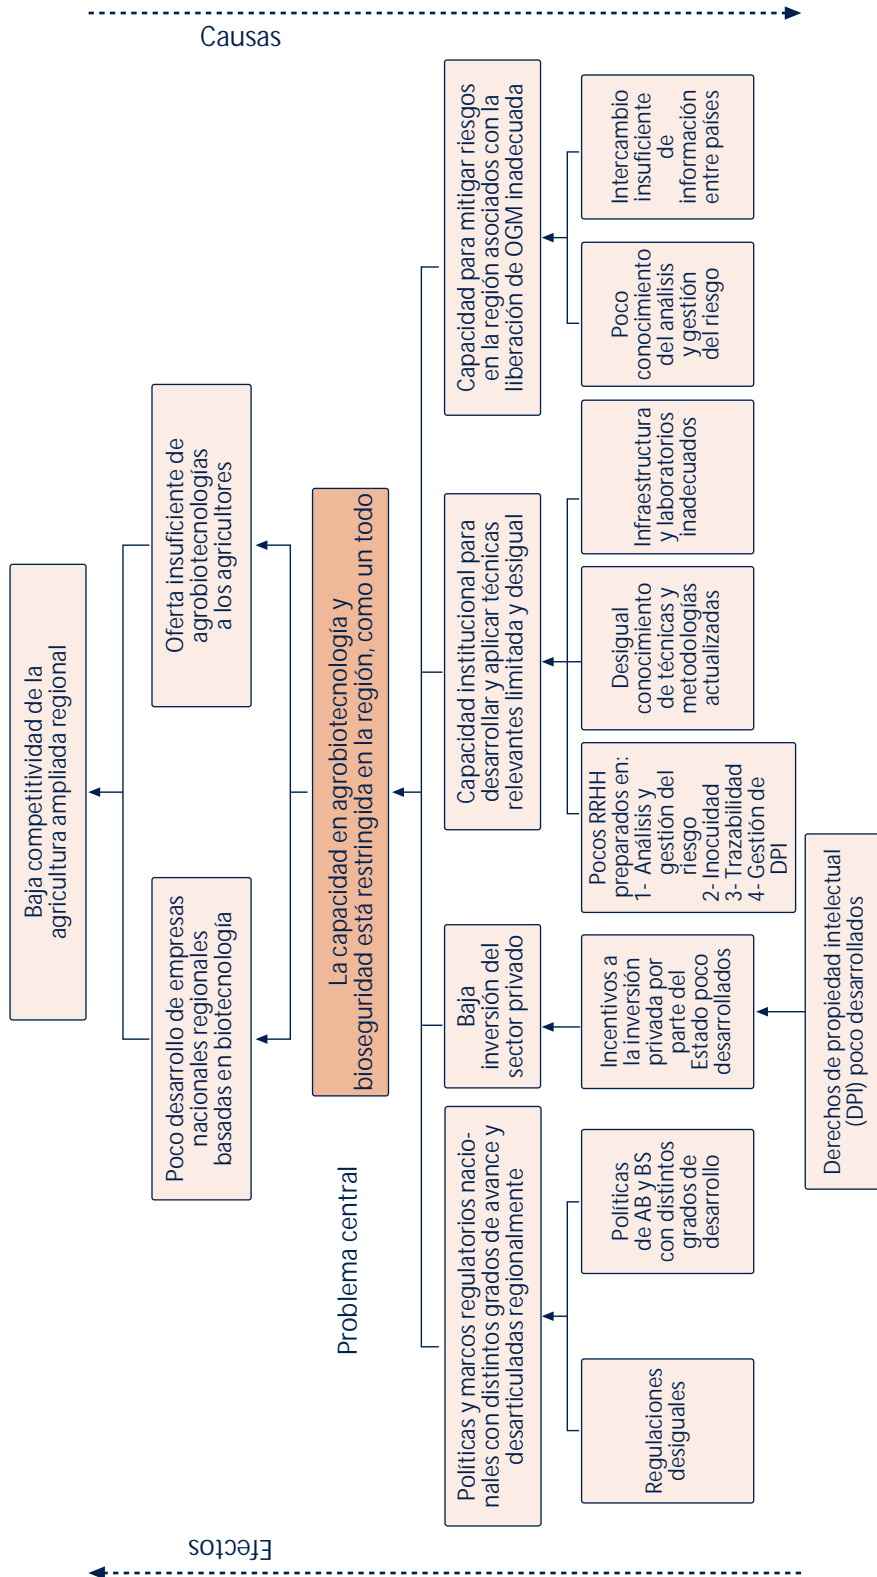 Efectos
Causas
Baja competitividad de la
agricultura ampliada regional
Poco desarrollo de empresas
nacionales regionales
basadas en biotecnología
Oferta insuficiente de
agrobiotecnologías
a los agricultores
Problema central
La capacidad en agrobiotecnología y
bioseguridad está restringida en la región, como un todo
Políticas y marcos regulatorios nacio-
nales con distintos grados de avance y
desarticuladas regionalmente
Baja
inversión del
sector privado
Capacidad institucional para
desarrollar y aplicar técnicas
relevantes limitada y desigual
Capacidad para mitigar riesgos
en la región asociados con la
liberación de OGM inadecuada
Regulaciones
desiguales
Políticas
de AB y BS
con distintos
grados de
desarrollo
Incentivos a
la inversión
privada por
parte del
Estado poco
desarrollados
Pocos RRHH
preparados en:
1- Análisis y
gestión del
riesgo
2- Inocuidad
3- Trazabilidad
4- Gestión de
DPI
Desigual
conocimiento
de técnicas y
metodologías
actualizadas
Infraestructura
y laboratorios
inadecuados
Poco
conocimiento
del análisis
y gestión
del riesgo
Intercambio
insuficiente
de
información
entre países
Derechos de propiedad intelectual
(DPI) poco desarrollados